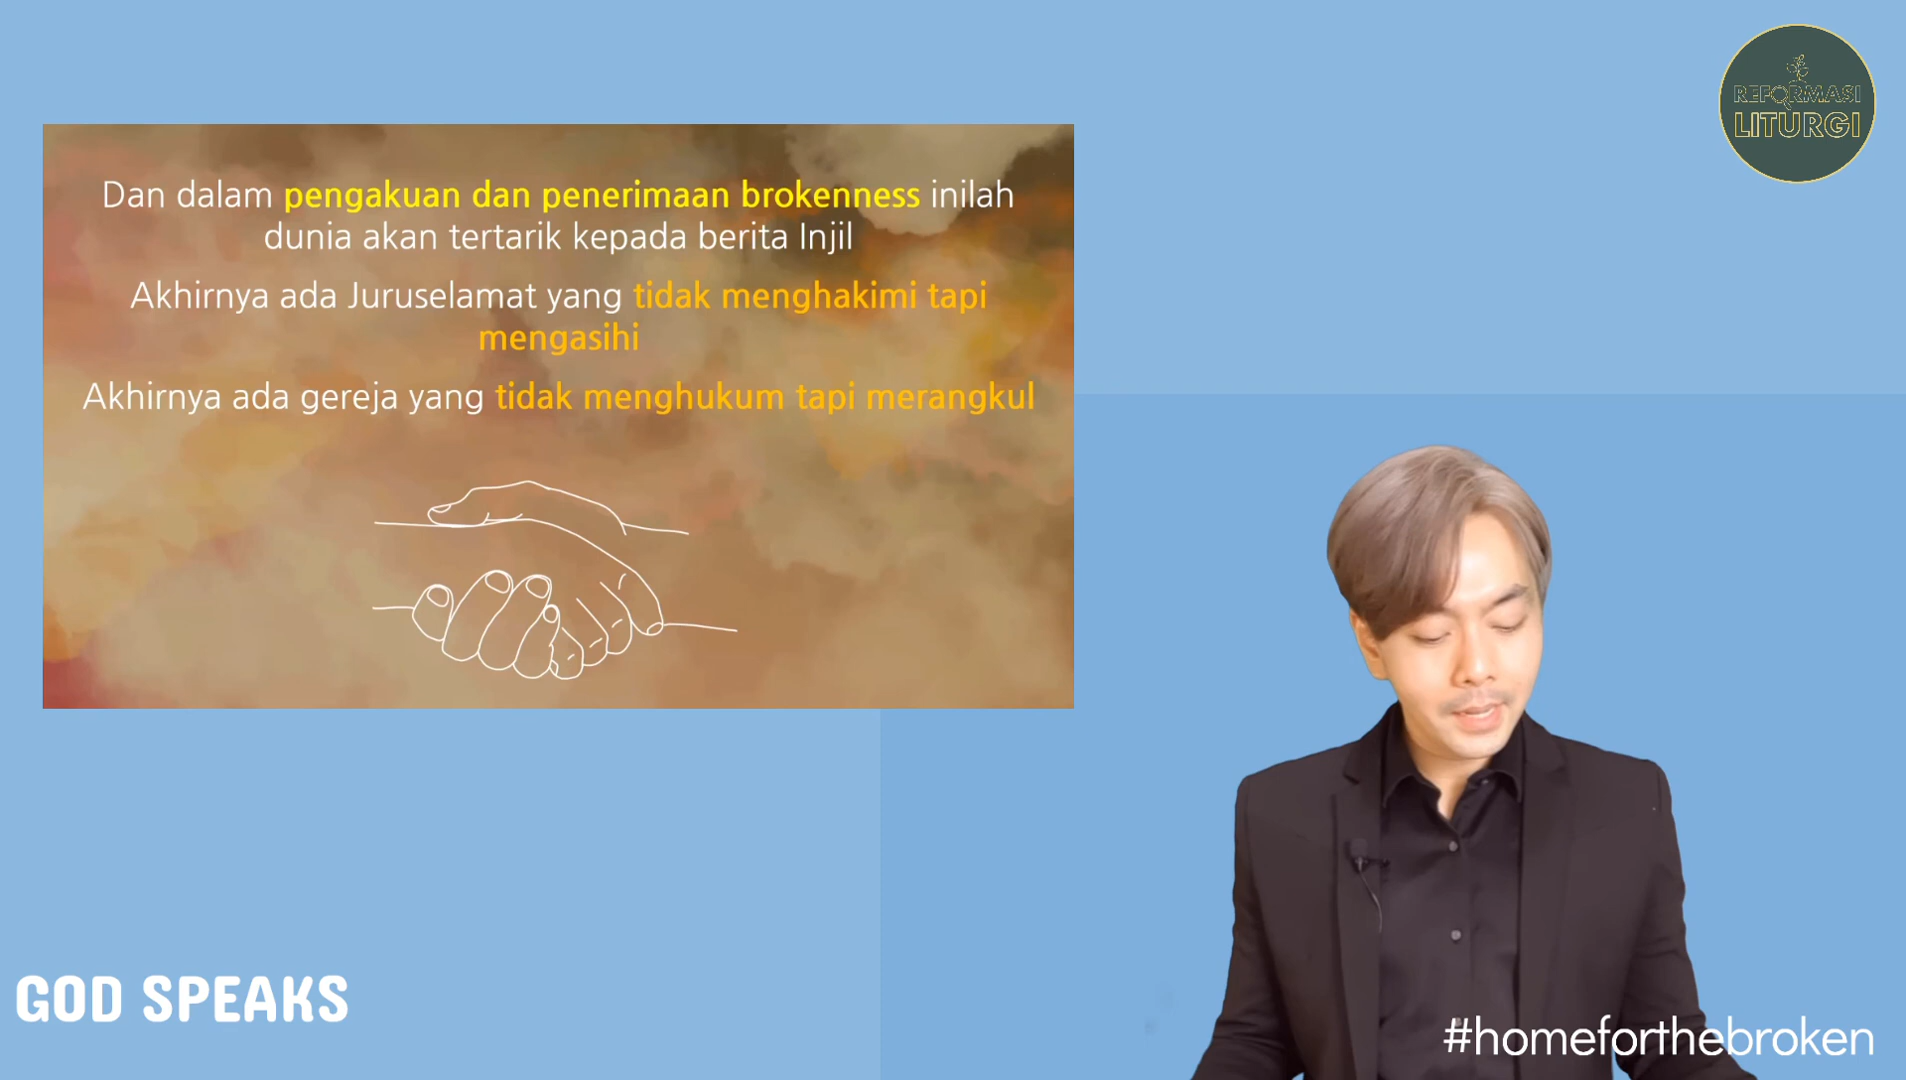 REFORMASI
LITURGI
Dan dalam pengakuan dan penerimaan brokenness inilah
dunia akan tertarik kepada berita Injil
Akhirnya ada Juruselamat yang tidak menghakimi tapi
mengasihi
Akhirnya ada gereja yang tidak menghukum tapi merangkul
GOD SPEAKS
#homeforthebroken